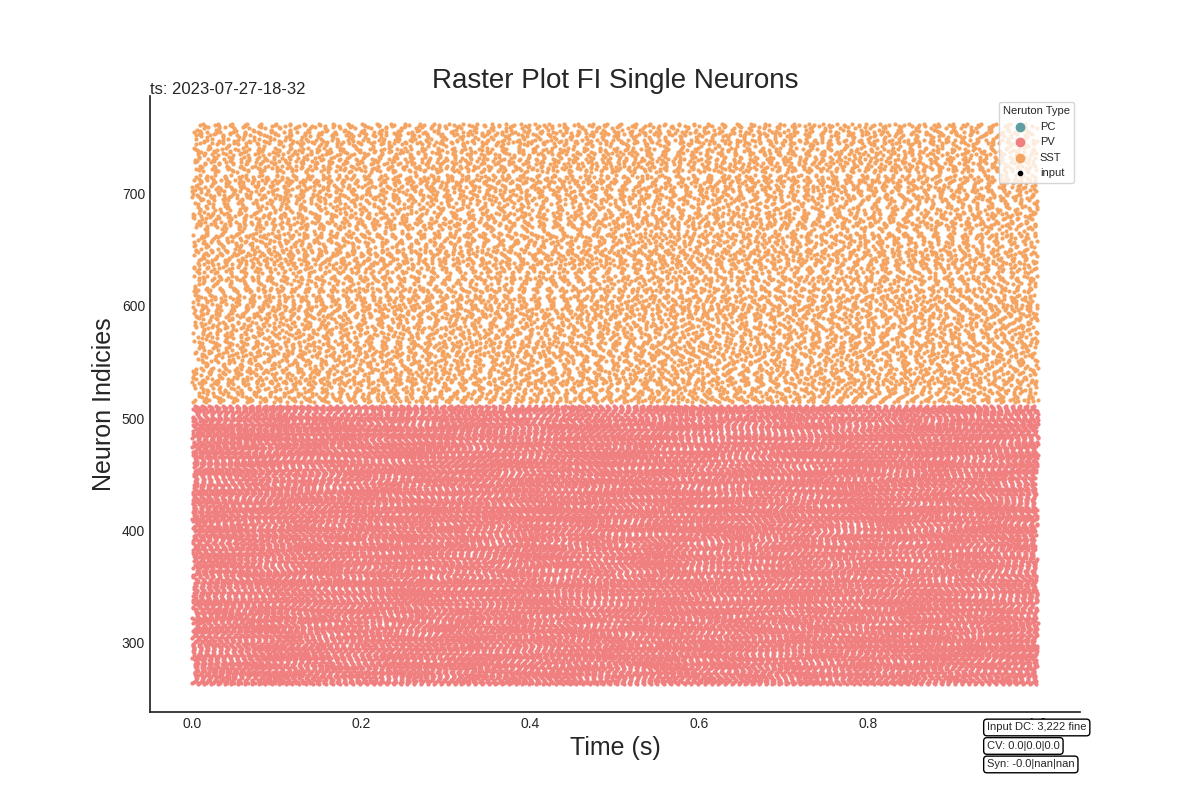 Raster Plot FI Single Neurons
ts: 2023-07-27-18-32
Neruton Type
PC
PV
SST
input
700
600
500
400
300
Neuron Indicies
0.0 0.2 0.4 0.6 0.8
Time (s)
Input DC: 3,222 fine
CV: 0.0|0.0|0.0
Syn: -0.0|nan|nan